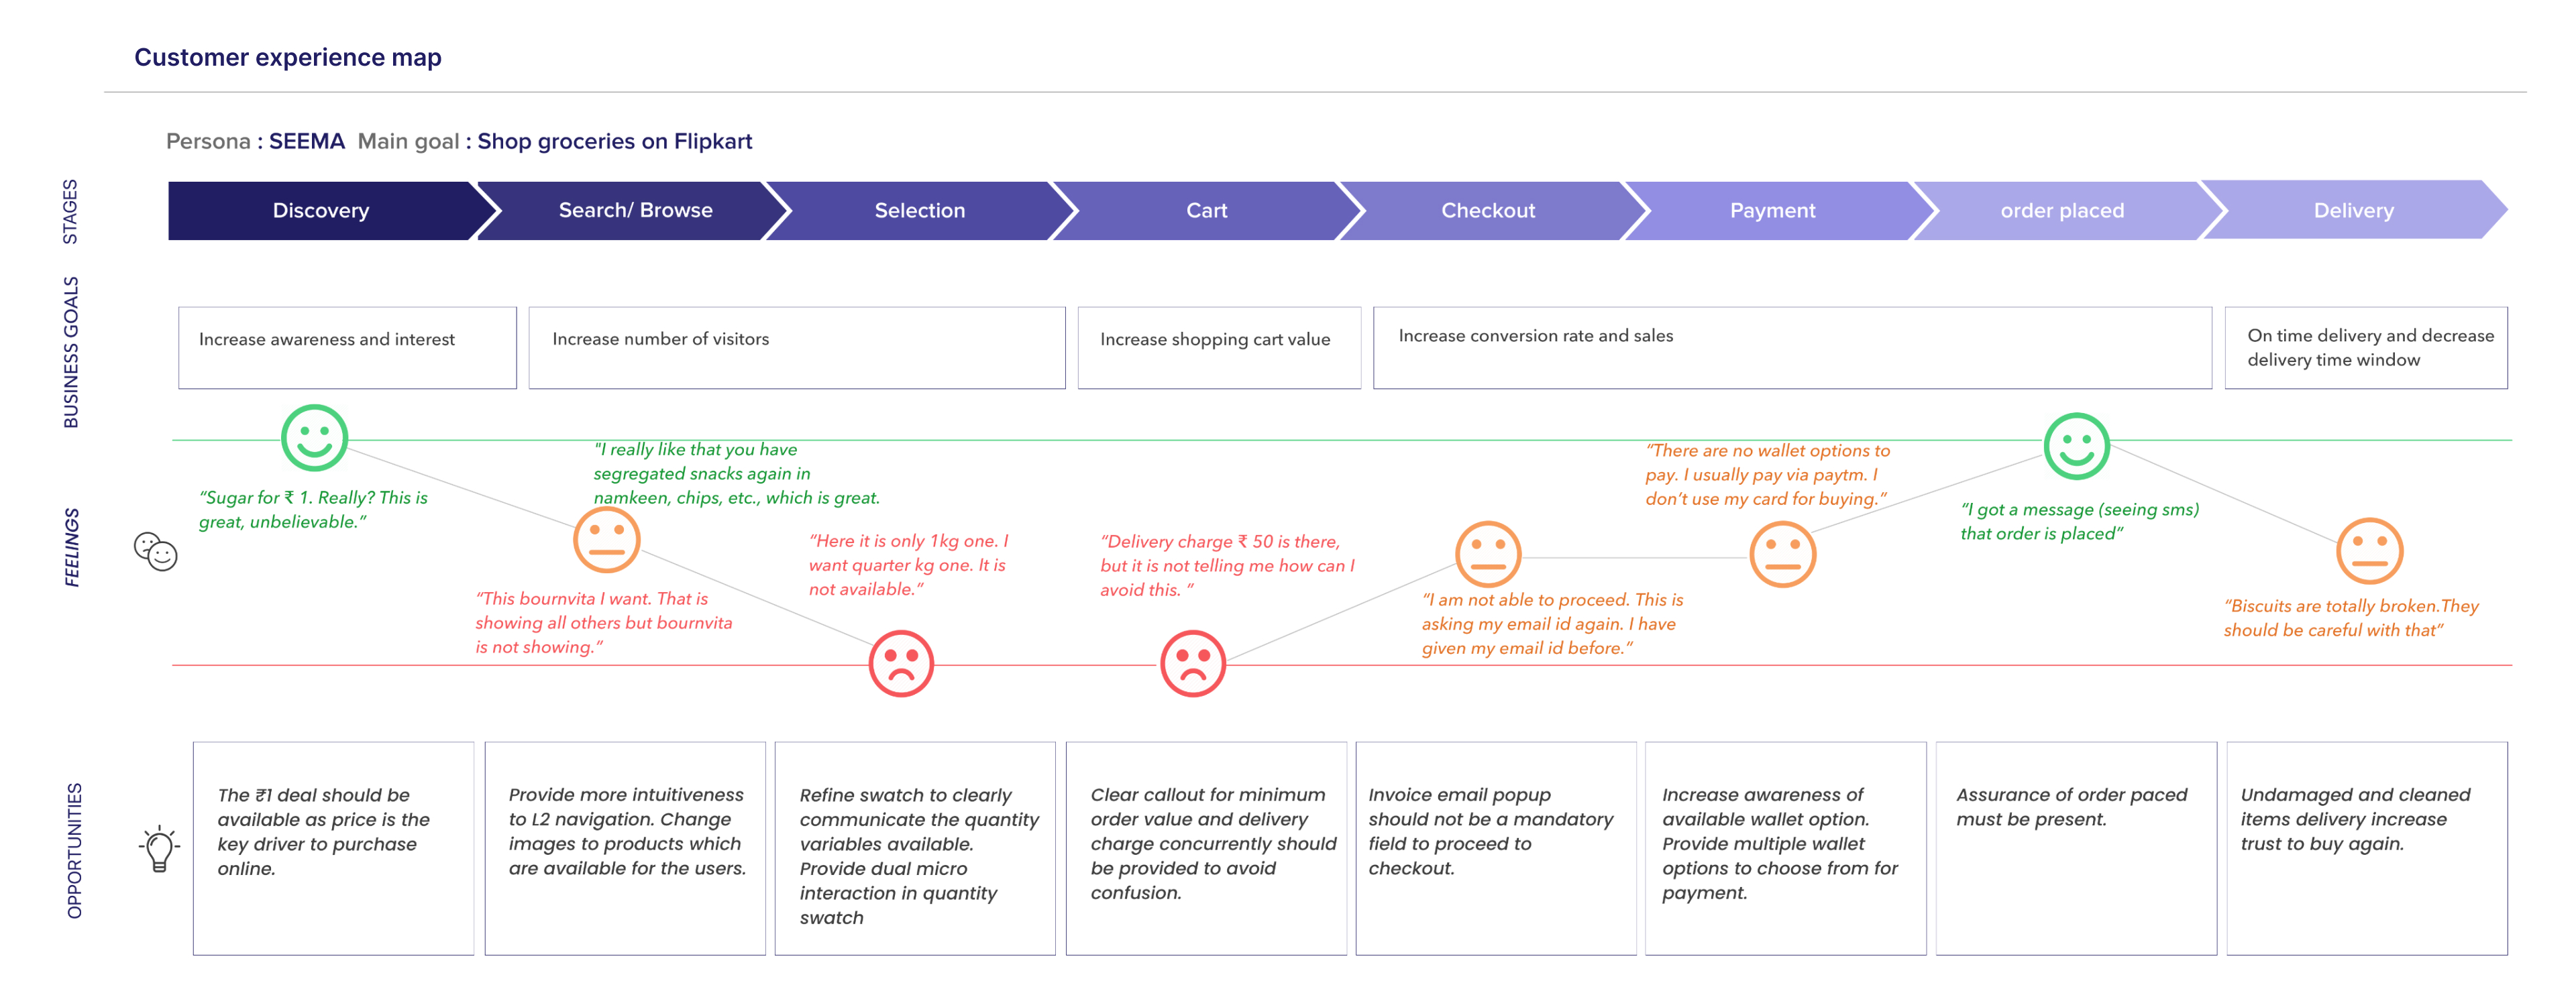 Customer experience map
Persona : SEEMA Main goal : Shop groceries on Flipkart
STAGES
Discovery
Search/ Browse
Selection
Cart
Checkout
Payment
order placed
Delivery
BUSINESS GOALS
Increase awareness and interest
Increase number of visitors
Increase shopping cart value
Increase conversion rate and sales
On time delivery and decrease
delivery time window
FEELINGS
“Sugar for ₹ 1. Really? This is
great, unbelievable.”
"I really like that you have
segregated snacks again in
namkeen, chips, etc., which is great.
“This bournvita I want. That is
showing all others but bournvita
is not showing.”
“Here it is only 1kg one. I
want quarter kg one. It is
not available.”
“Delivery charge ₹ 50 is there,
but it is not telling me how can I
avoid this. ”
“I am not able to proceed. This is
asking my email id again. I have
given my email id before.”
“There are no wallet options to
pay. I usually pay via paytm. I
don’t use my card for buying.”
“I got a message (seeing sms)
that order is placed”
“Biscuits are totally broken.They
should be careful with that”
OPPORTUNITIES
The ₹1 deal should be
available as price is the
key driver to purchase
online.
Provide more intuitiveness
to L2 navigation. Change
images to products which
are available for the users.
Refine swatch to clearly
communicate the quantity
variables available.
Provide dual micro
interaction in quantity
swatch
Clear callout for minimum
order value and delivery
charge concurrently should
be provided to avoid
confusion.
Invoice email popup
should not be a mandatory
field to proceed to
checkout.
Increase awareness of
available wallet option.
Provide multiple wallet
options to choose from for
payment.
Assurance of order paced
must be present.
Undamaged and cleaned
items delivery increase
trust to buy again.